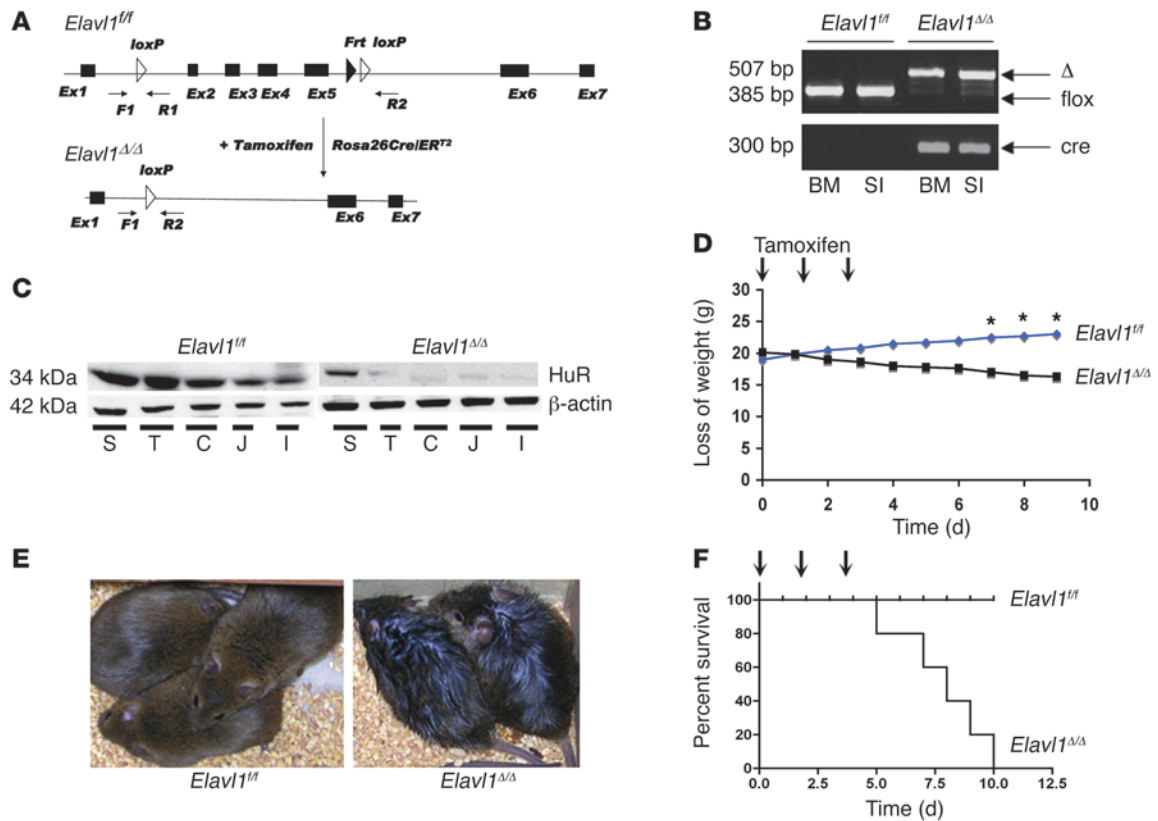 A
Elavl1f/f
loxP
Frt loxP
Ex1
F1
R1
Ex2
Ex3
Ex4
Ex5
R2
Ex6
Ex7
+ Tamoxifen
Rosa26Cre/ERT2
Elavl1Δ/Δ
loxP
Ex1
F1
R2
Ex6
Ex7
B
Elavl1f/f
Elavl1Δ/Δ
507 bp
385 bp
Δ
flox
300 bp
cre
BM SI BM SI
C
Elavl1f/f
Elavl1Δ/Δ
34 kDa
HuR
42 kDa
β-actin
S T C J I S T C J I
D
Tamoxifen
Loss of weight (g)
30
25
20
15
10
5
0
* * *
Elavl1f/f
Elavl1Δ/Δ
0 2 4 6 8 10
Time (d)
E
Elavl1f/f
Elavl1Δ/Δ
F
Percent survival
100
80
60
40
20
0
Elavl1f/f
Elavl1Δ/Δ
0.0 2.5 5.0 7.5 10.0 12.5
Time (d)